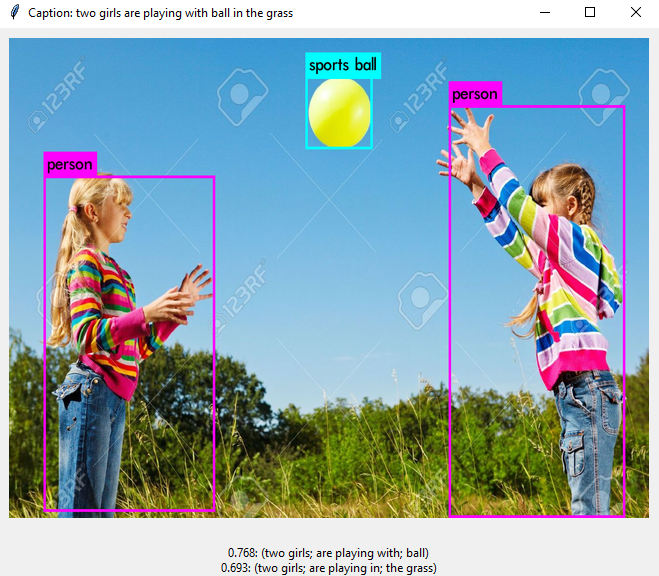 Caption: two girls are playing with ball in the grass
sports ball
person
person
123RF
123RF
123RF
123RF
123RF
0.768: (two girls; are playing with; ball)
0.693: (two girls; are playing in; the grass)